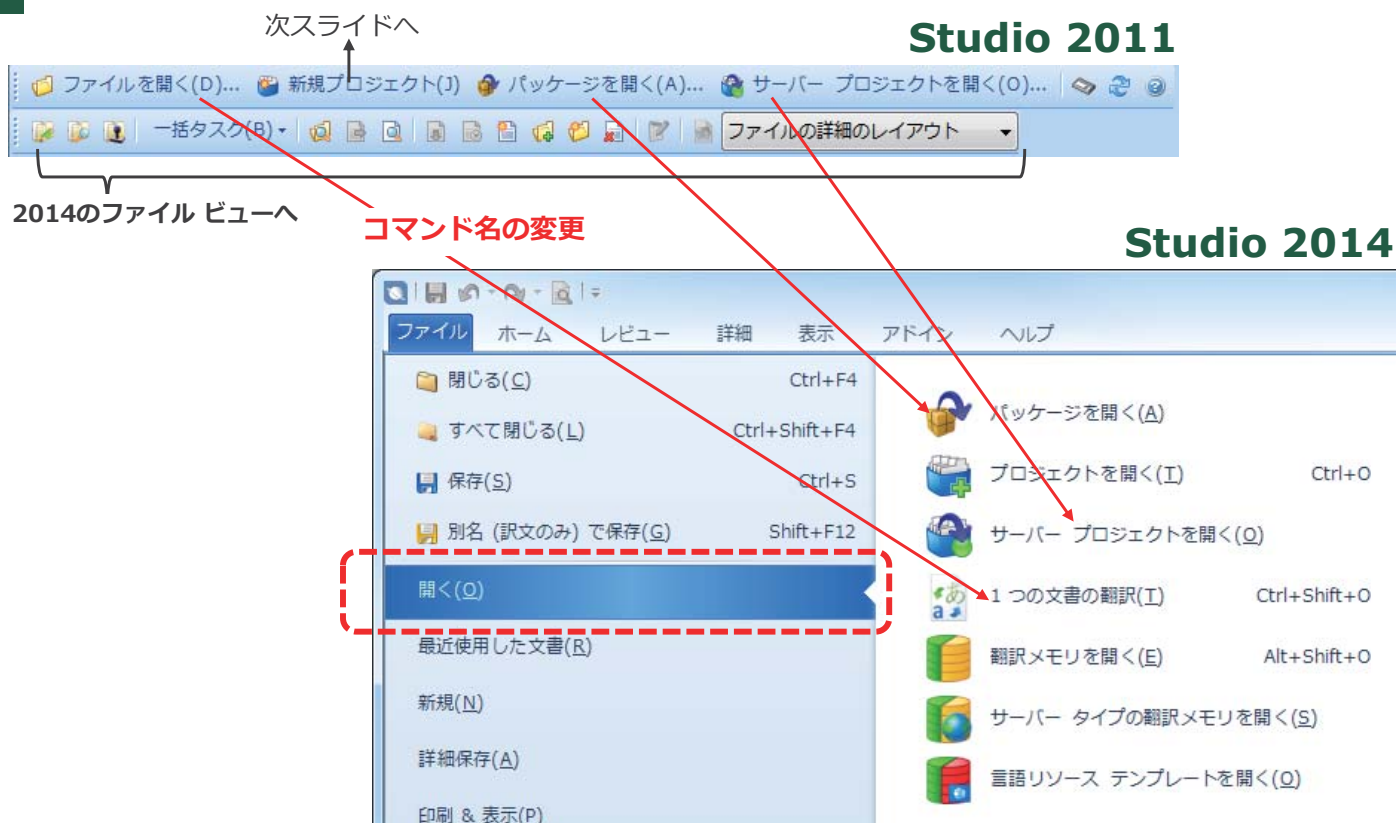 次スライドへ
Studio 2011
ファイルを開く(D)... 新規プロジェクト(J) パッケージを開く(A)... サーバー プロジェクトを開く(O)...
一括タスク(B) ファイルの詳細のレイアウト
2014のファイル ビューへ
コマンド名の変更
Studio 2014
ファイル ホーム レビュー 詳細 表示 アドイン ヘルプ
閉じる(C) Ctrl+F4
すべて閉じる(L) Ctrl+Shift+F4
保存(S) Ctrl+S
別名 (訳文のみ) で保存(G) Shift+F12
開く(O)
最近使用した文書(R)
新規(N)
詳細保存(A)
印刷 & 表示(P)
パッケージを開く(A)
プロジェクトを開く(T) Ctrl+O
サーバー プロジェクトを開く(O)
1 つの文書の翻訳(T) Ctrl+Shift+O
翻訳メモリを開く(E) Alt+Shift+O
サーバー タイプの翻訳メモリを開く(S)
言語リソース テンプレートを開く(O)